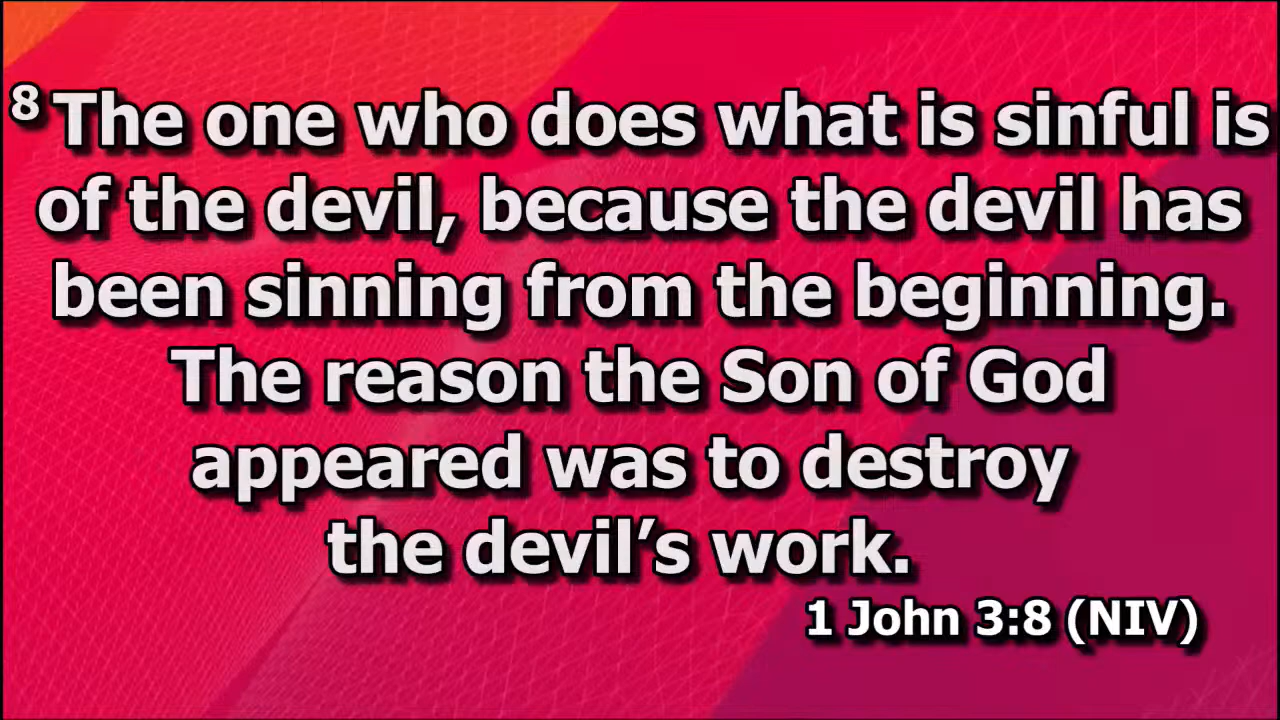 8 The one who does what is sinful is
of the devil, because the devil has
been sinning from the beginning.
The reason the Son of God
appeared was to destroy
the devil’s work.
1 John 3:8 (NIV)